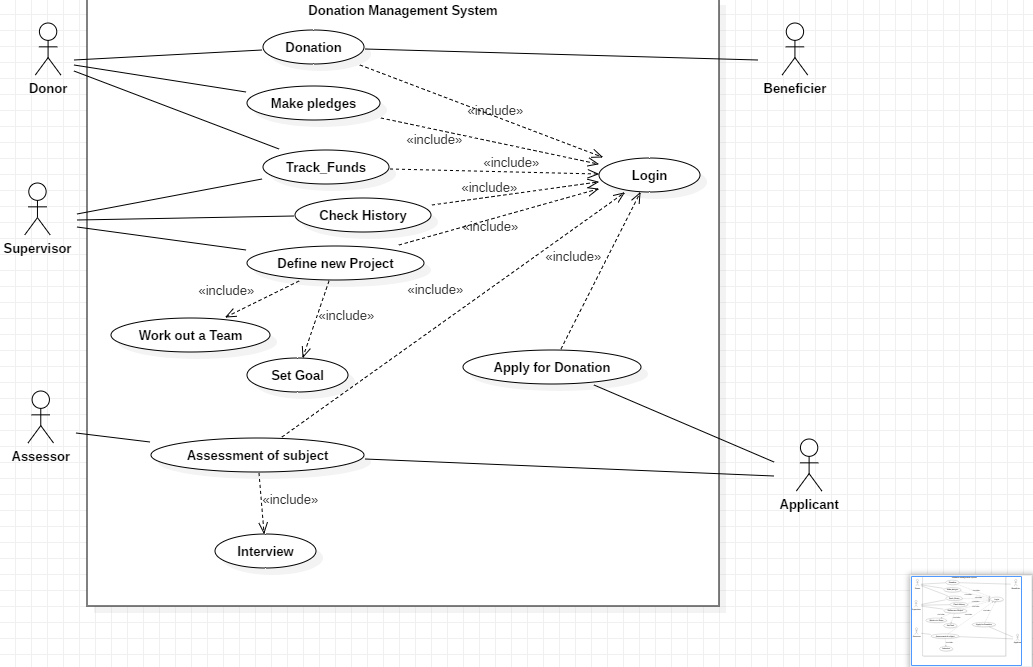 Donation Management System
Donation
Donor
Beneficier
Make pledges
«include»
«include»
Track_Funds
«include»
Login
«include»
Check History
«include»
Supervisor
Define new Project
«include»
«include»
«include»
«include»
Work out a Team
Set Goal
Apply for Donation
Assessor
Assessment of subject
«include»
Applicant
Interview